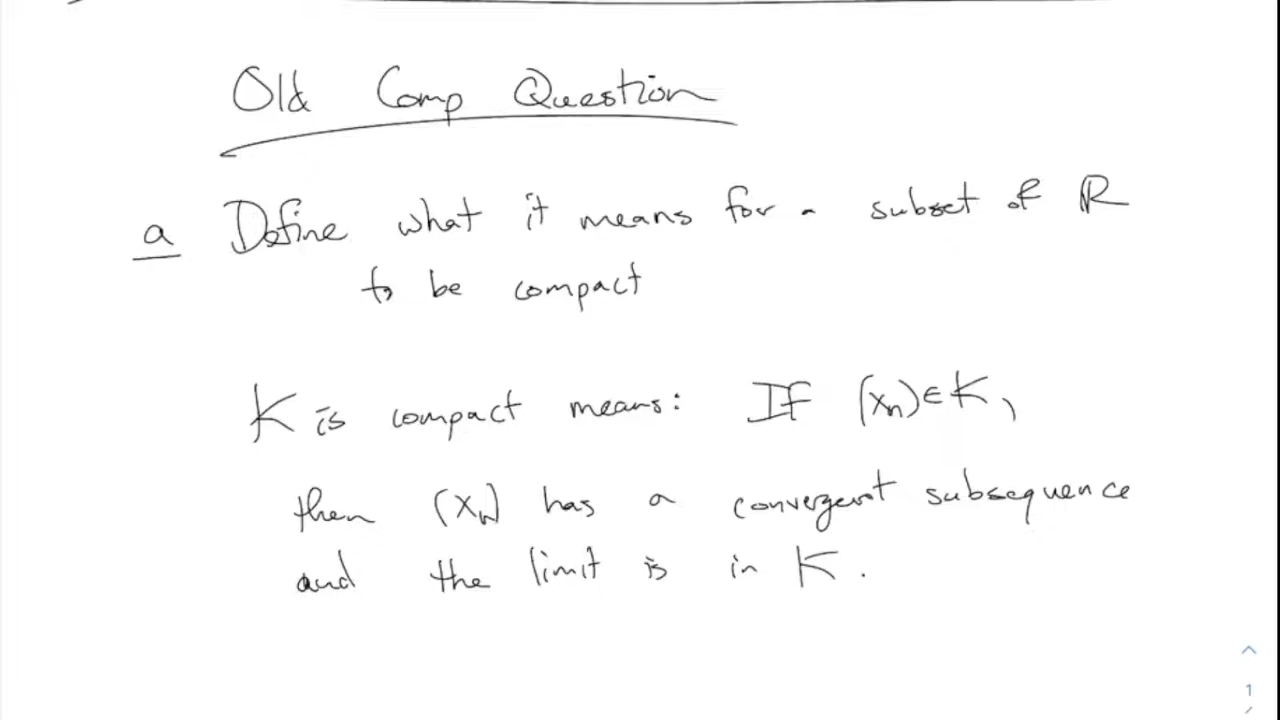 Old Comp Question
a Define what it means for a subset of ℝ
to be compact
K is compact means: If (xₙ)∈K,
then (xₙ) has a convergent subsequence
and the limit is in K.
1